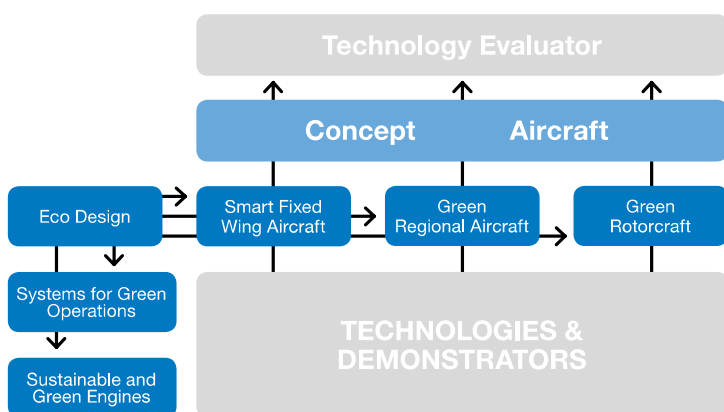 Technology Evaluator
Concept Aircraft
Eco Design
Smart Fixed
Wing Aircraft
Green
Regional Aircraft
Green
Rotorcraft
Systems for Green
Operations
TECHNOLOGIES &
DEMONSTRATORS
Sustainable and
Green Engines